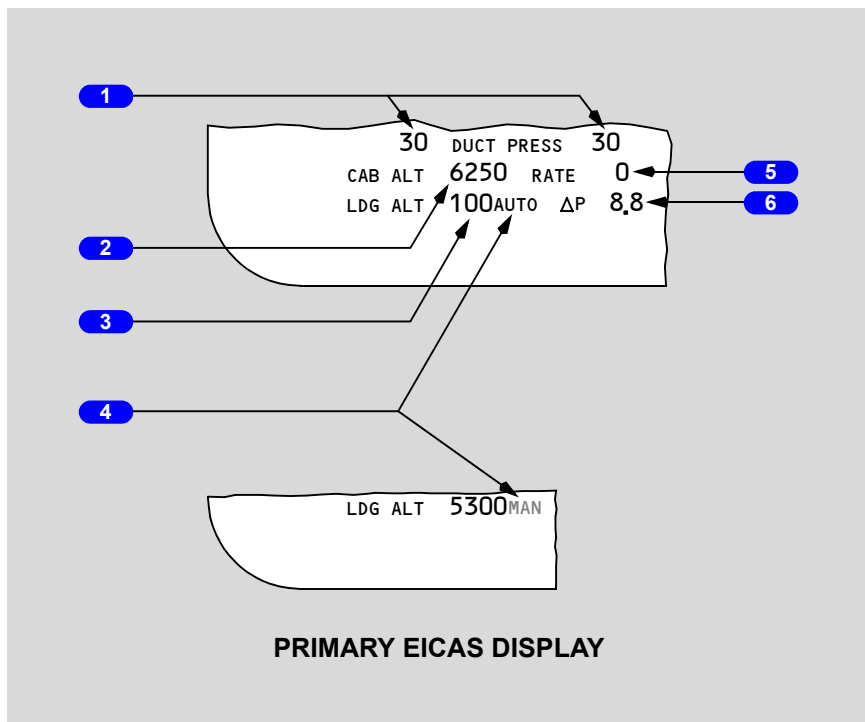 1
30 DUCT PRESS 30
CAB ALT 6250 RATE 0 5
LDG ALT 100AUTO ΔP 8.8 6
2
3
4
LDG ALT 5300MAN
PRIMARY EICAS DISPLAY